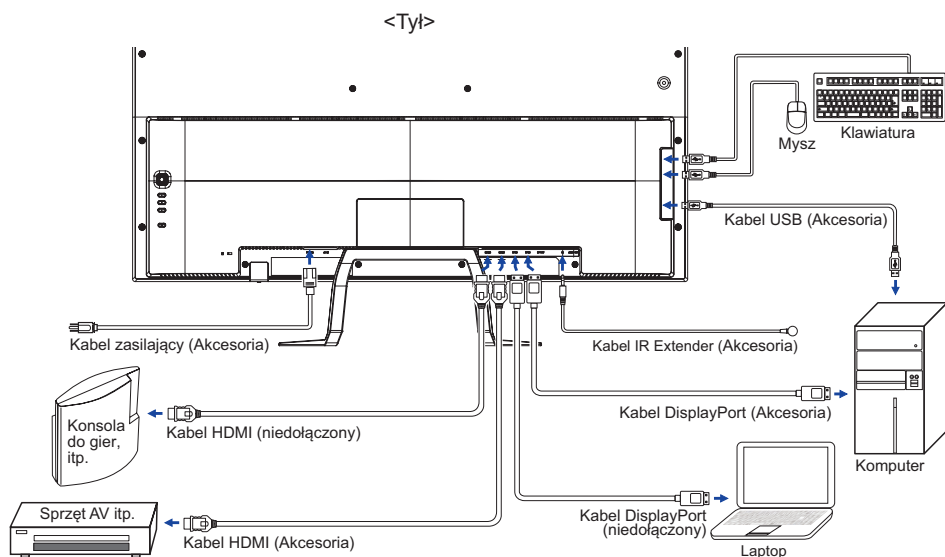 <Tył>
Klawiatura
Mysz
Kabel USB (Akcesoria)
Kabel zasilający (Akcesoria)
Kabel IR Extender (Akcesoria)
Konsola
do gier,
itp.
Kabel HDMI (niedołączony)
Kabel DisplayPort (Akcesoria)
Komputer
Sprzęt AV itp.
Kabel HDMI (Akcesoria)
Kabel DisplayPort
(niedołączony)
Laptop